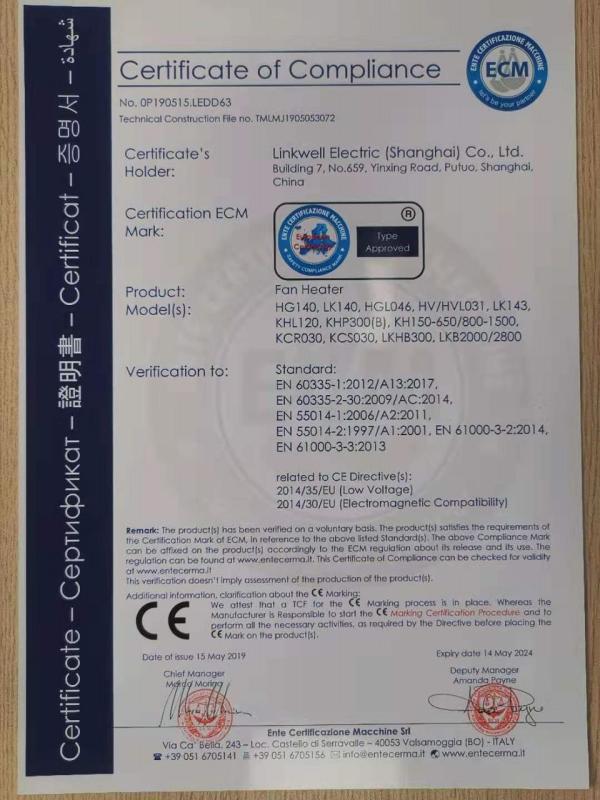 Certificate – Сертификат – 證明書 – Certificat – 증명서 – شهادة
ENTE CERTIFICAZIONE MACCHINE
ECM
let's be your partner
Certificate of Compliance
No. 0P190515.LEDD63
Technical Construction File no. TMLMJ1905053072
Certificate's Holder:
Linkwell Electric (Shanghai) Co., Ltd.
Building 7, No.659, Yinxing Road, Putuo, Shanghai,
China
Certification ECM Mark:
ENTE CERTIFICAZIONE MACCHINE
SAFETY COMPLIANCE MARK
®
Type
Approved
Product:
Fan Heater
Model(s):
HG140, LK140, HGL046, HV/HVL031, LK143,
KHL120, KHP300(B), KH150-650/800-1500,
KCR030, KCS030, LKHB300, LKB2000/2800
Verification to:
Standard:
EN 60335-1:2012/A13:2017,
EN 60335-2-30:2009/AC:2014,
EN 55014-1:2006/A2:2011,
EN 55014-2:1997/A1:2001, EN 61000-3-2:2014,
EN 61000-3-3:2013
related to CE Directive(s):
2014/35/EU (Low Voltage)
2014/30/EU (Electromagnetic Compatibility)
Remark: The product(s) has been verified on a voluntary basis. The product(s) satisfies the requirements of
the Certification Mark of ECM, in reference to the above listed Standard(s). The above Compliance Mark
can be affixed on the product(s) accordingly to the ECM regulation about its release and its use. The
regulation can be found at www.entecerma.it. This Certificate of Compliance can be checked for validity
at www.entecerma.it
This verification doesn't imply assessment of the production of the product(s).
Additional information, clarification about the CE Marking:
CE
We attest that a TCF for the CE Marking process is in place. Whereas the
Manufacturer is Responsible to start the CE Marking Certification Procedure and to
perform all the necessary activities, as required by the Directive before placing the
CE Mark on the product(s).
Date of issue 15 May 2019
Expiry date 14 May 2024
Chief Manager
Deputy Manager
Amanda Payne
Ente Certificazione Macchine Srl
Via Ca' Bella, 243 – Loc. Castello di Serravalle – 40053 Valsamoggia (BO) - ITALY
+39 051 6705141 +39 051 6705156 info@entecerma.it www.entecerma.it